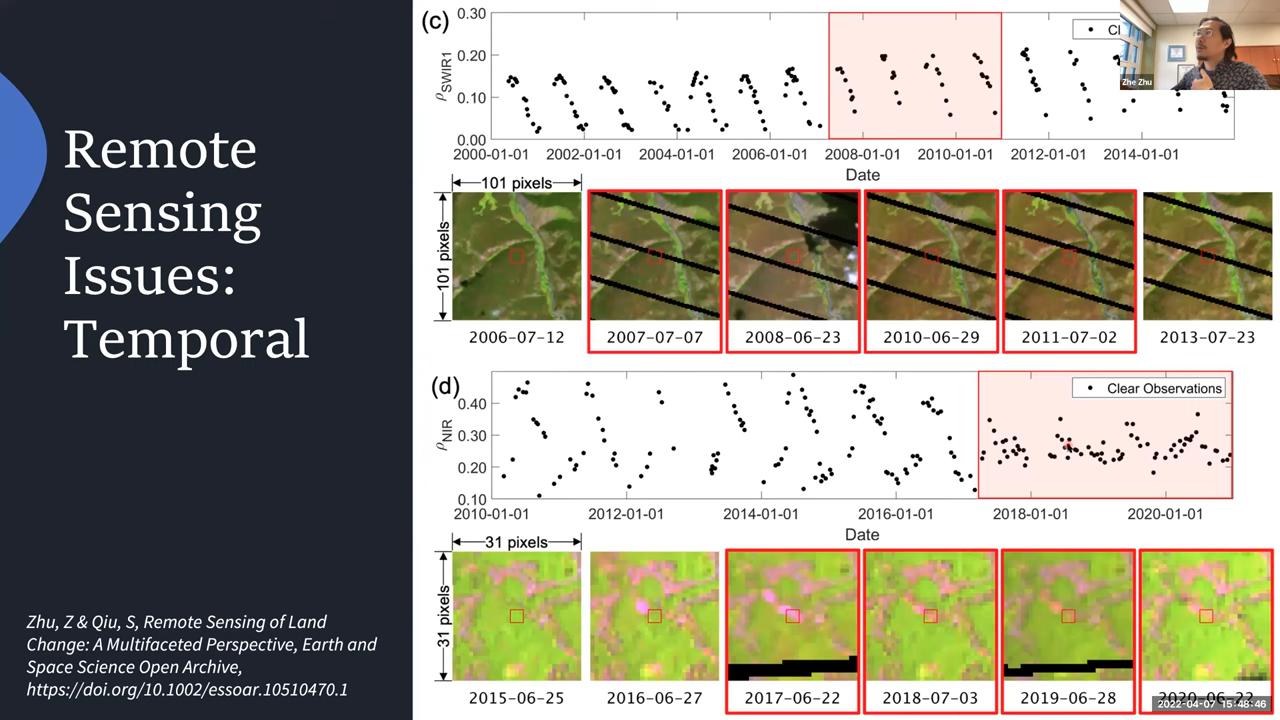 Remote
Sensing
Issues:
Temporal
Zhu, Z & Qiu, S, Remote Sensing of Land
Change: A Multifaceted Perspective, Earth and
Space Science Open Archive,
https://doi.org/10.1002/essoar.10510470.1
(c)
0.30
0.20
0.10
0.00
ρSWIR1
Cl
Zhe Zhu
2000-01-01 2002-01-01 2004-01-01 2006-01-01 2008-01-01 2010-01-01 2012-01-01 2014-01-01
Date
101 pixels
101 pixels
2006-07-12 2007-07-07 2008-06-23 2010-06-29 2011-07-02 2013-07-23
(d)
0.40
0.30
0.20
0.10
ρNIR
Clear Observations
2010-01-01 2012-01-01 2014-01-01 2016-01-01 2018-01-01 2020-01-01
Date
31 pixels
31 pixels
2015-06-25 2016-06-27 2017-06-22 2018-07-03 2019-06-28 2020-06-22
2022-04-07 15:48:46